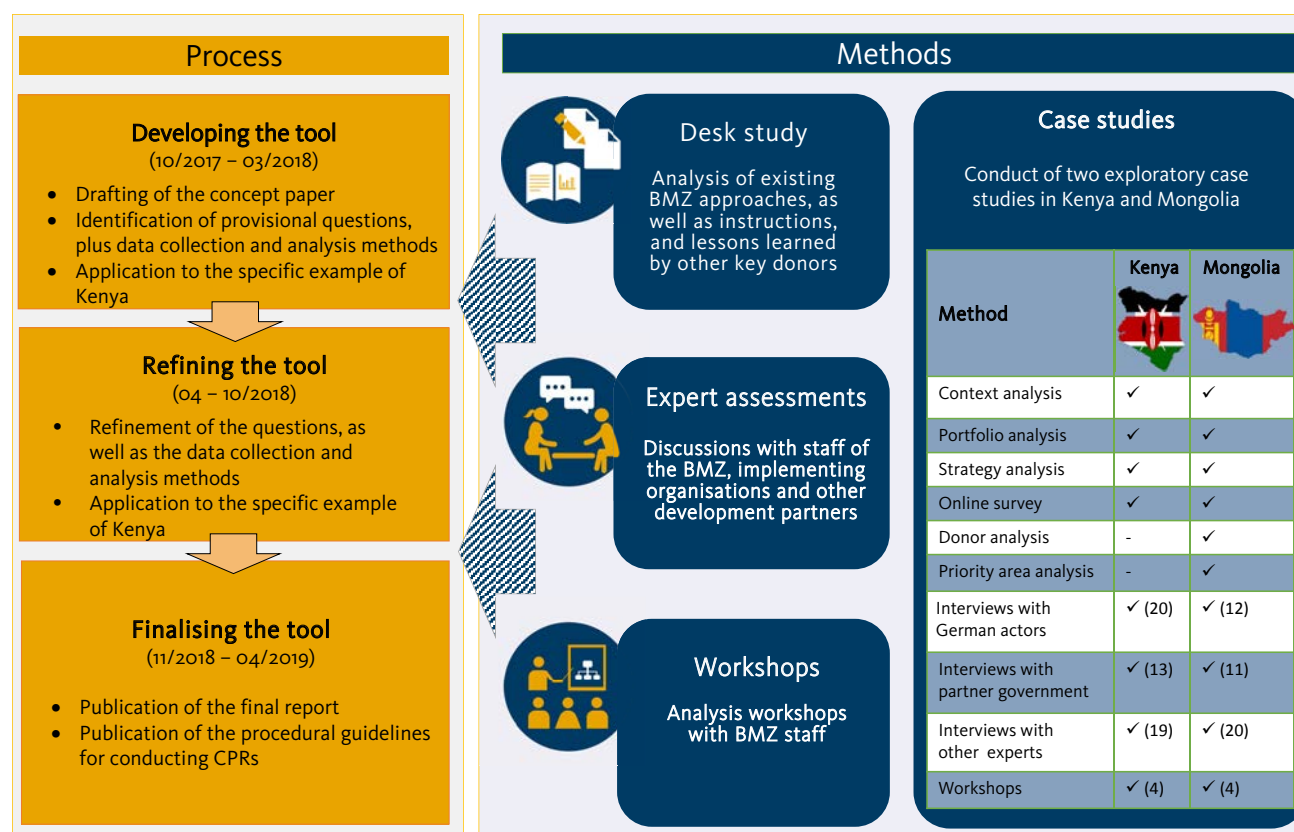 Process
Developing the tool
(10/2017 – 03/2018)
• Drafting of the concept paper
• Identification of provisional questions,
plus data collection and analysis methods
• Application to the specific example of
Kenya
Refining the tool
(04 – 10/2018)
• Refinement of the questions, as
well as the data collection and
analysis methods
• Application to the specific example
of Kenya
Finalising the tool
(11/2018 – 04/2019)
• Publication of the final report
• Publication of the procedural guidelines
for conducting CPRs
Methods
Desk study
Analysis of existing
BMZ approaches, as
well as instructions,
and lessons learned
by other key donors
Expert assessments
Discussions with staff of
the BMZ, implementing
organisations and other
development partners
Workshops
Analysis workshops
with BMZ staff
Case studies
Conduct of two exploratory case
studies in Kenya and Mongolia
Method Kenya Mongolia
Context analysis ✓ ✓
Portfolio analysis ✓ ✓
Strategy analysis ✓ ✓
Online survey ✓ ✓
Donor analysis - ✓
Priority area analysis - ✓
Interviews with
German actors ✓ (20) ✓ (12)
Interviews with
partner government ✓ (13) ✓ (11)
Interviews with
other experts ✓ (19) ✓ (20)
Workshops ✓ (4) ✓ (4)